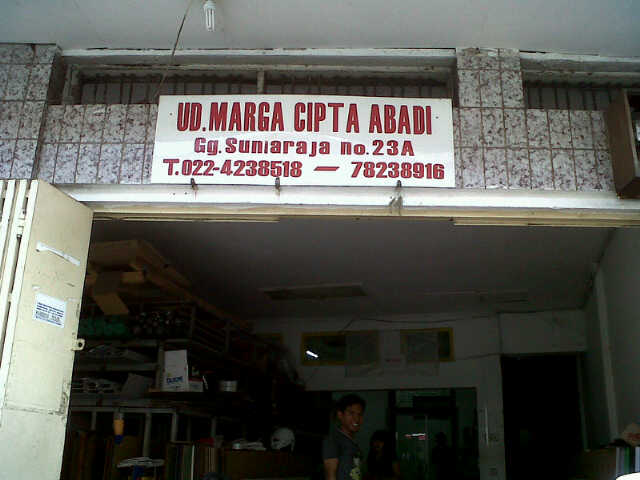 UD.MARGA CIPTA ABADI
Gg.Suniaraja no.23A
T.022-4238518 — 78238916